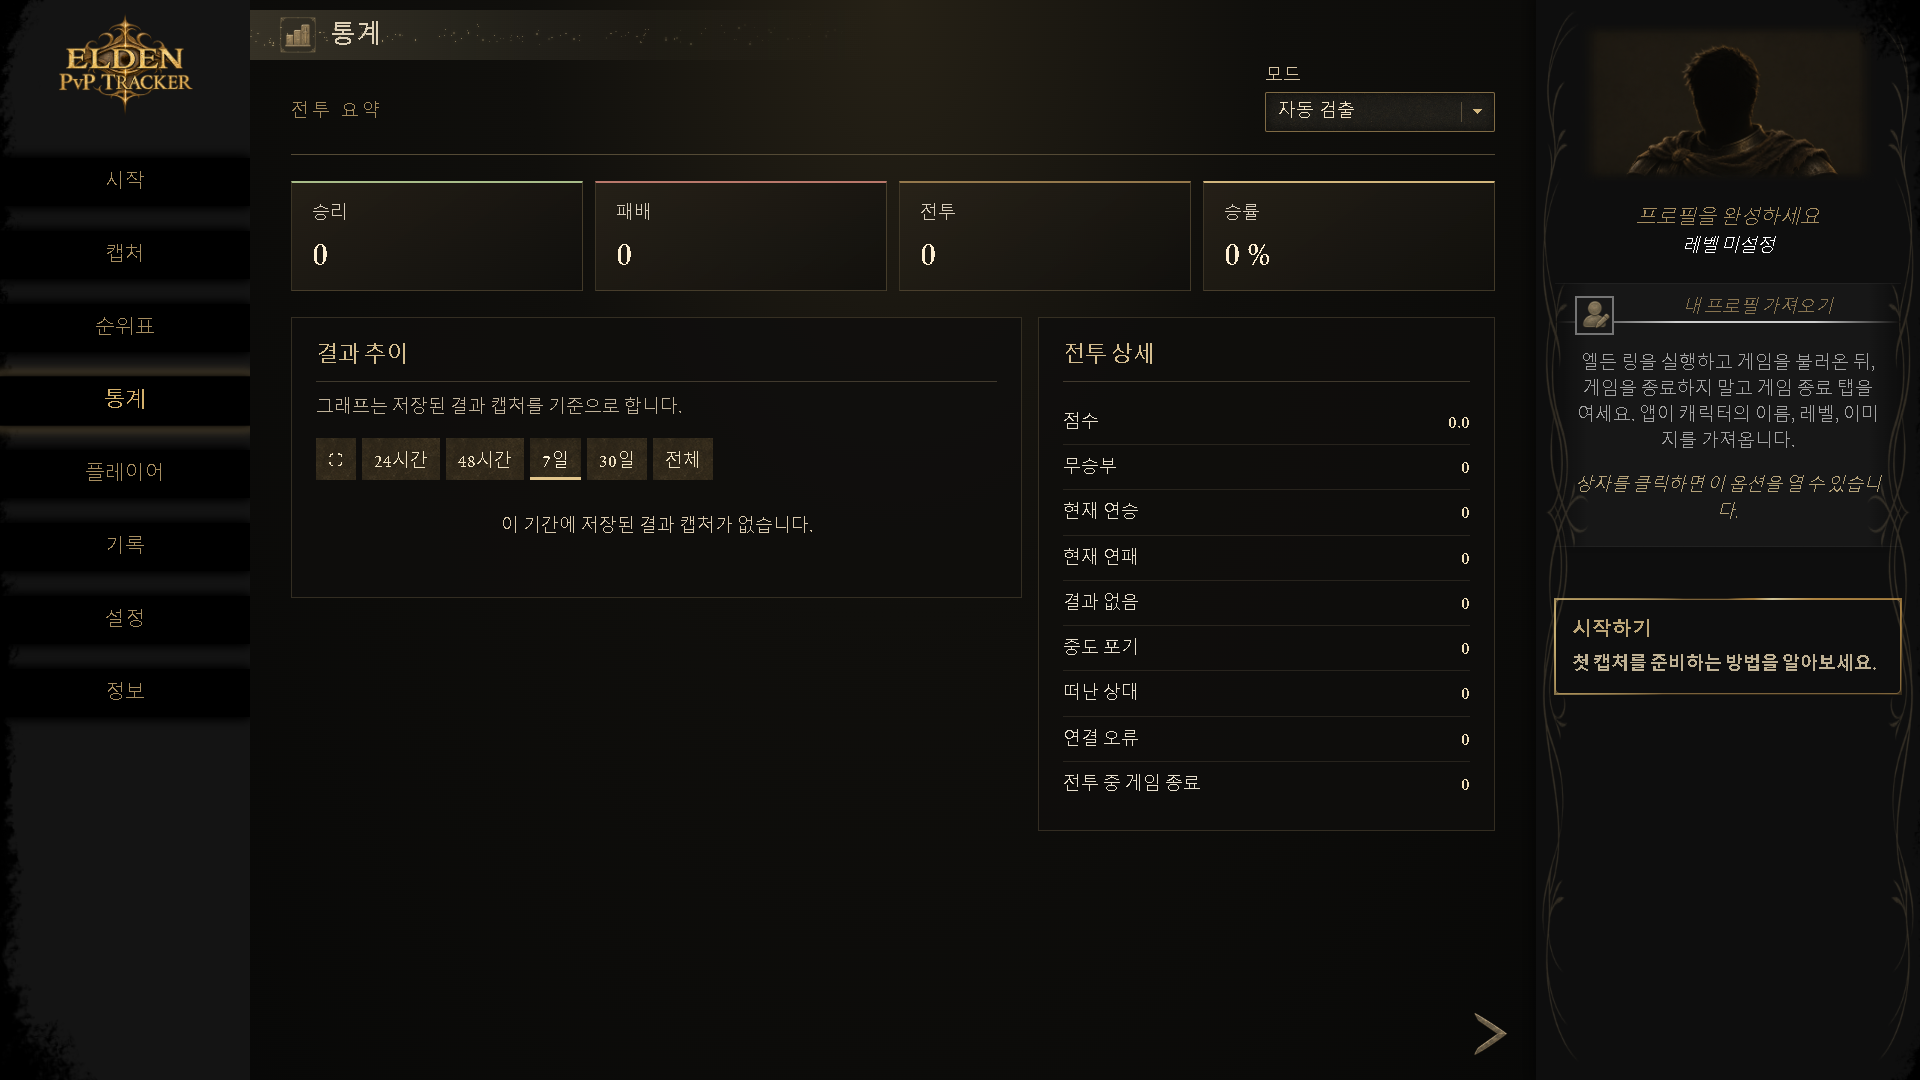 ELDEN
PVP TRACKER
시작
캡처
순위표
통계
플레이어
기록
설정
정보
통계
전투 요약
모드
자동 검출
승리
0
패배
0
전투
0
승률
0 %
결과 추이
그래프는 저장된 결과 캡처를 기준으로 합니다.
24시간
48시간
7일
30일
전체
이 기간에 저장된 결과 캡처가 없습니다.
전투 상세
점수 0.0
무승부 0
현재 연승 0
현재 연패 0
결과 없음 0
중도 포기 0
떠난 상대 0
연결 오류 0
전투 중 게임 종료 0
프로필을 완성하세요
레벨 미설정
내 프로필 가져오기
엘든 링을 실행하고 게임을 불러온 뒤,
게임을 종료하지 말고 게임 종료 탭을
여세요. 앱이 캐릭터의 이름, 레벨, 이미
지를 가져옵니다.
상자를 클릭하면 이 옵션을 열 수 있습니
다.
시작하기
첫 캡처를 준비하는 방법을 알아보세요.